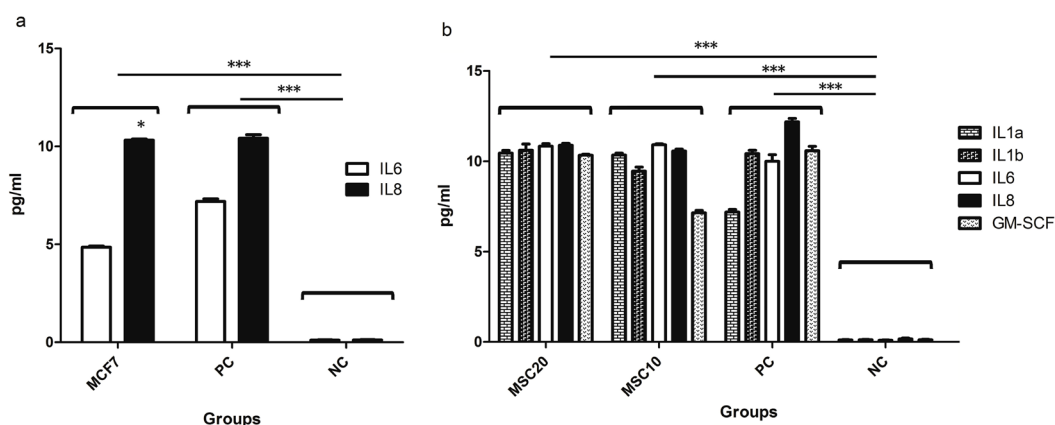 a
15
10
5
0
pg/ml
***
***
*
IL6
IL8
MCF7
PC
NC
Groups
b
15
10
5
0
pg/ml
***
***
***
IL1a
IL1b
IL6
IL8
GM-SCF
MSC20
MSC10
PC
NC
Groups